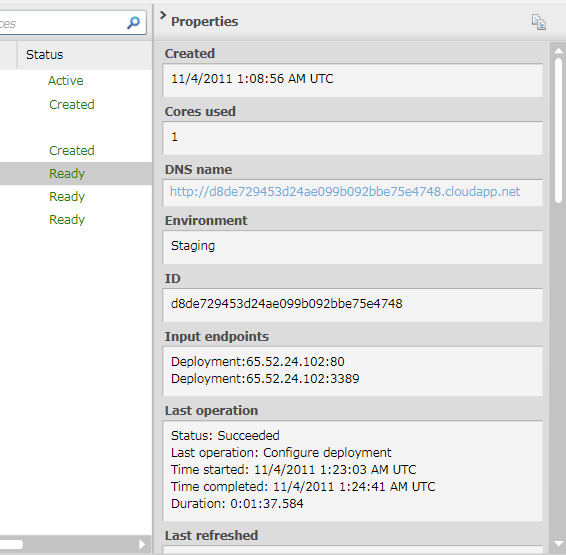 Properties
Status
Active
Created
Created
Ready
Ready
Ready
Created
11/4/2011 1:08:56 AM UTC
Cores used
1
DNS name
http://d8de729453d24ae099b092bbe75e4748.cloudapp.net
Environment
Staging
ID
d8de729453d24ae099b092bbe75e4748
Input endpoints
Deployment:65.52.24.102:80
Deployment:65.52.24.102:3389
Last operation
Status: Succeeded
Last operation: Configure deployment
Time started: 11/4/2011 1:23:03 AM UTC
Time completed: 11/4/2011 1:24:41 AM UTC
Duration: 0:01:37.584
Last refreshed